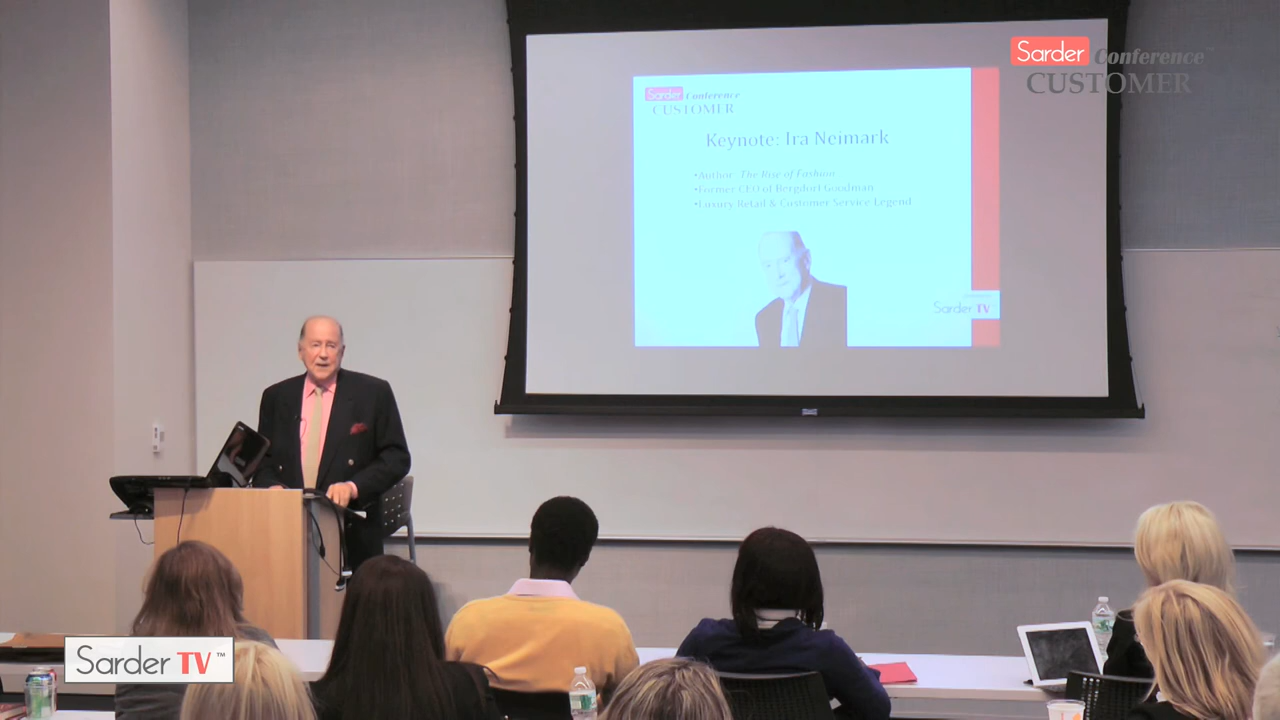 Sarder Conference
CUSTOMER
Sarder Conference
CUSTOMER
Keynote: Ira Neimark
•Author: The Rise of Fashion
•Former CEO of Bergdorf Goodman
•Luxury Retail & Customer Service Legend
Sarder TV
Sarder TV™